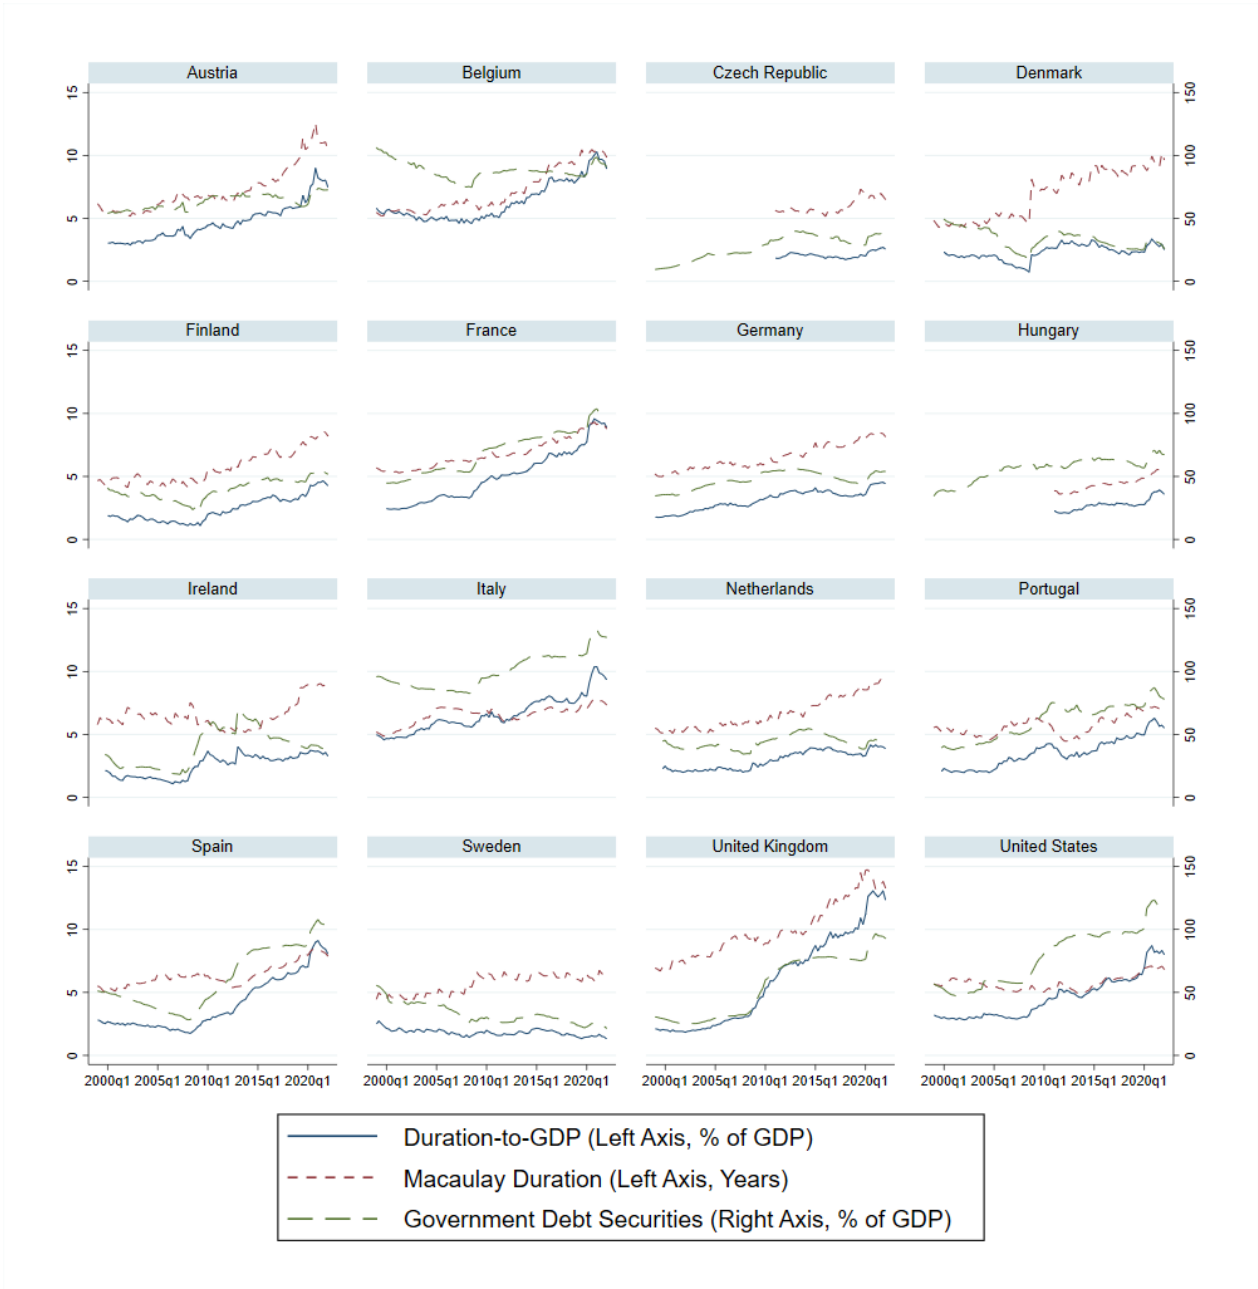 Austria Belgium Czech Republic Denmark
15 150
10 100
5 50
0 0
Finland France Germany Hungary
15 150
10 100
5 50
0 0
Ireland Italy Netherlands Portugal
15 150
10 100
5 50
0 0
Spain Sweden United Kingdom United States
15 150
10 100
5 50
0 0
2000q1 2005q1 2010q1 2015q1 2020q1 2000q1 2005q1 2010q1 2015q1 2020q1 2000q1 2005q1 2010q1 2015q1 2020q1 2000q1 2005q1 2010q1 2015q1 2020q1
Duration-to-GDP (Left Axis, % of GDP)
Macaulay Duration (Left Axis, Years)
Government Debt Securities (Right Axis, % of GDP)